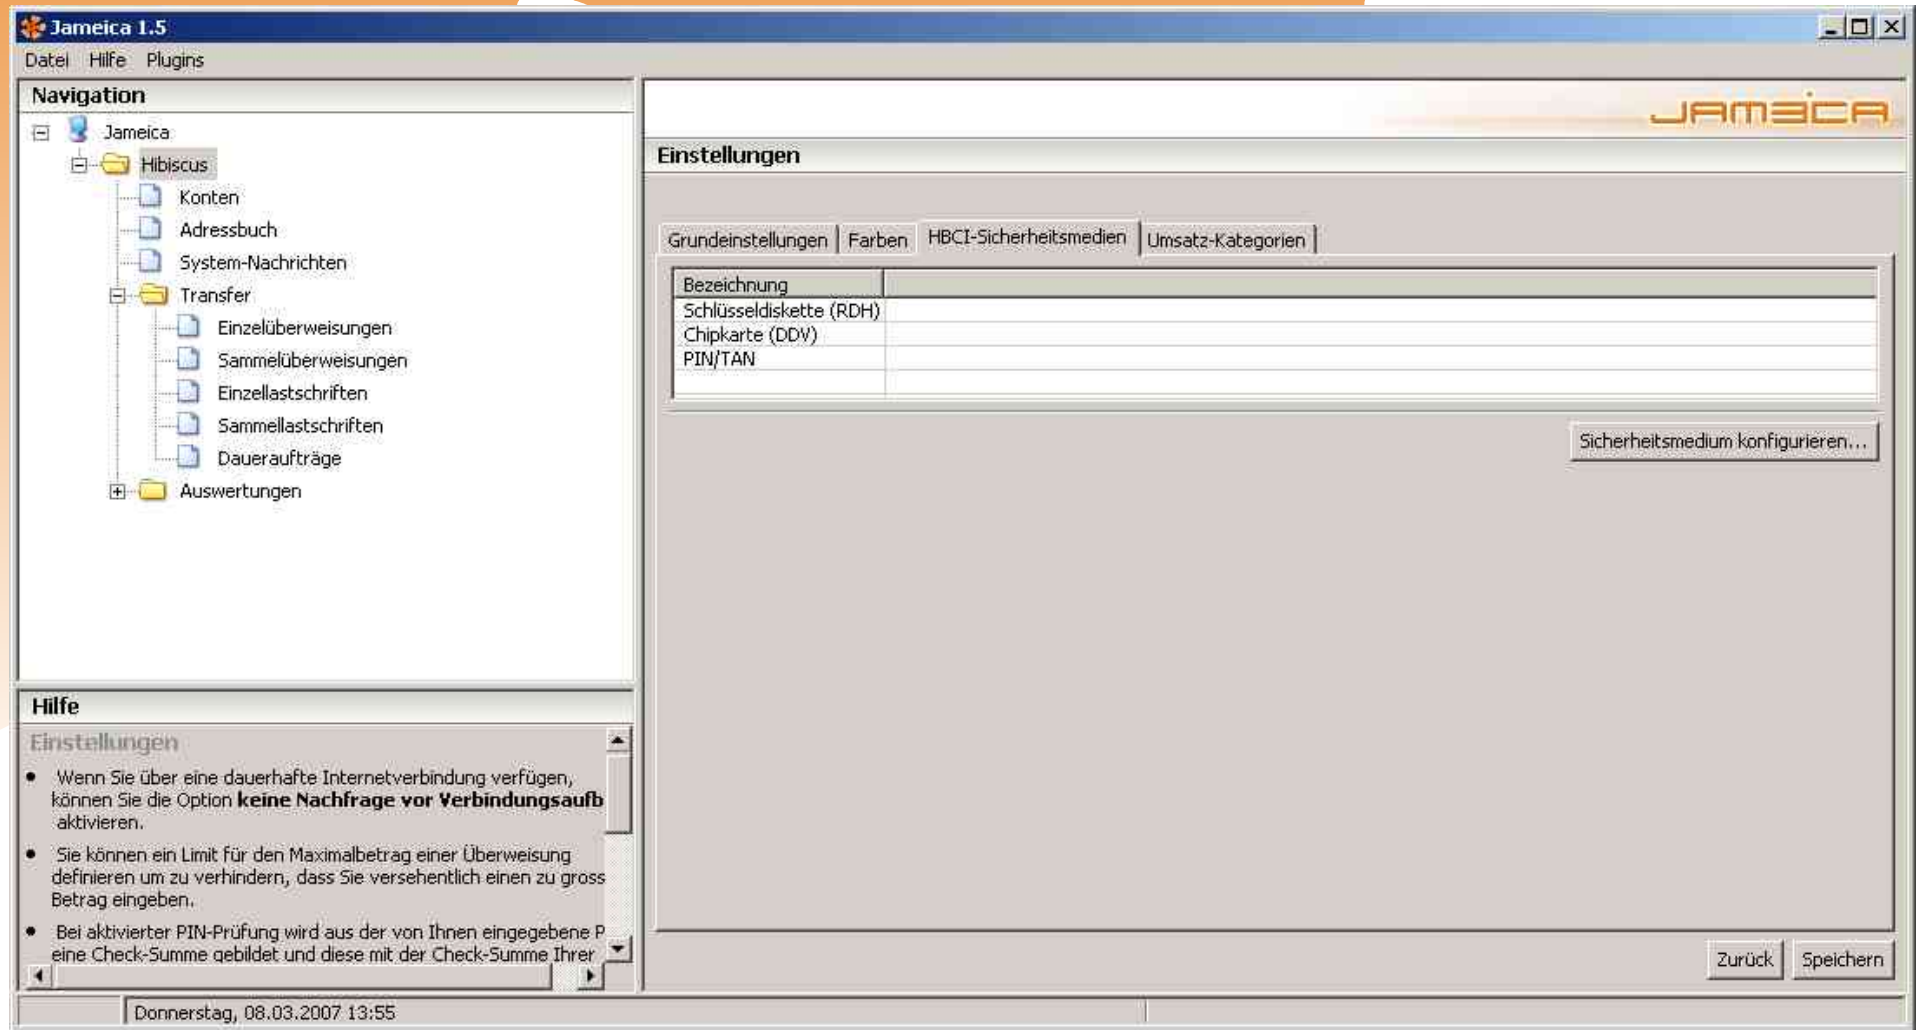 Jameica 1.5
Datei Hilfe Plugins
Navigation
Jameica
Hibiscus
Konten
Adressbuch
System-Nachrichten
Transfer
Einzelüberweisungen
Sammelüberweisungen
Einzellastschriften
Sammellastschriften
Daueraufträge
Auswertungen
Hilfe
Einstellungen
Wenn Sie über eine dauerhafte Internetverbindung verfügen,
können Sie die Option keine Nachfrage vor Verbindungsaufb
aktivieren.
Sie können ein Limit für den Maximalbetrag einer Überweisung
definieren um zu verhindern, dass Sie versehentlich einen zu gross
Betrag eingeben.
Bei aktivierter PIN-Prüfung wird aus der von Ihnen eingegebene P
eine Check-Summe gebildet und diese mit der Check-Summe Ihrer
JAMEICA
Einstellungen
Grundeinstellungen Farben HBCI-Sicherheitsmedien Umsatz-Kategorien
Bezeichnung
Schlüsseldiskette (RDH)
Chipkarte (DDV)
PIN/TAN
Sicherheitsmedium konfigurieren...
Zurück Speichern
Donnerstag, 08.03.2007 13:55